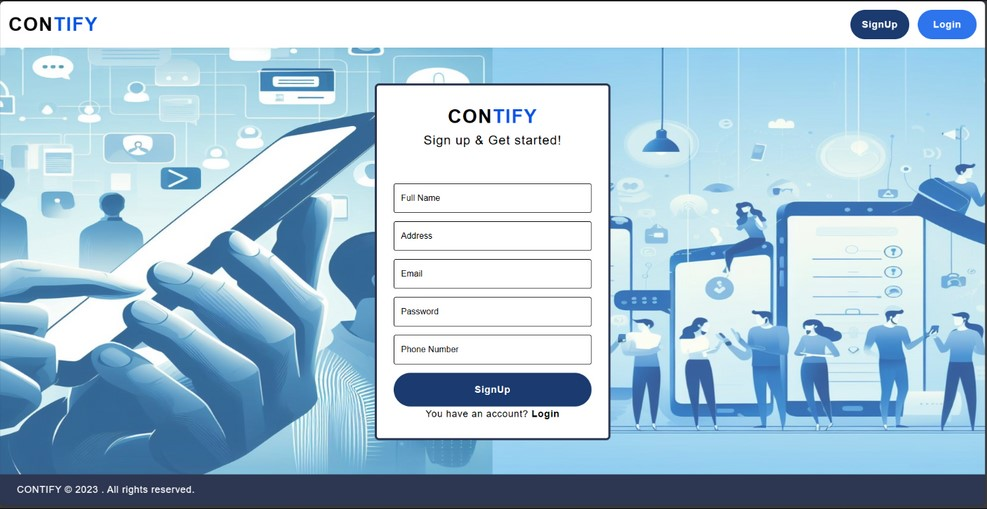 CONTIFY
SignUp
Login
CONTIFY
Sign up & Get started!
Full Name
Address
Email
Password
Phone Number
SignUp
You have an account? Login
CONTIFY © 2023 . All rights reserved.